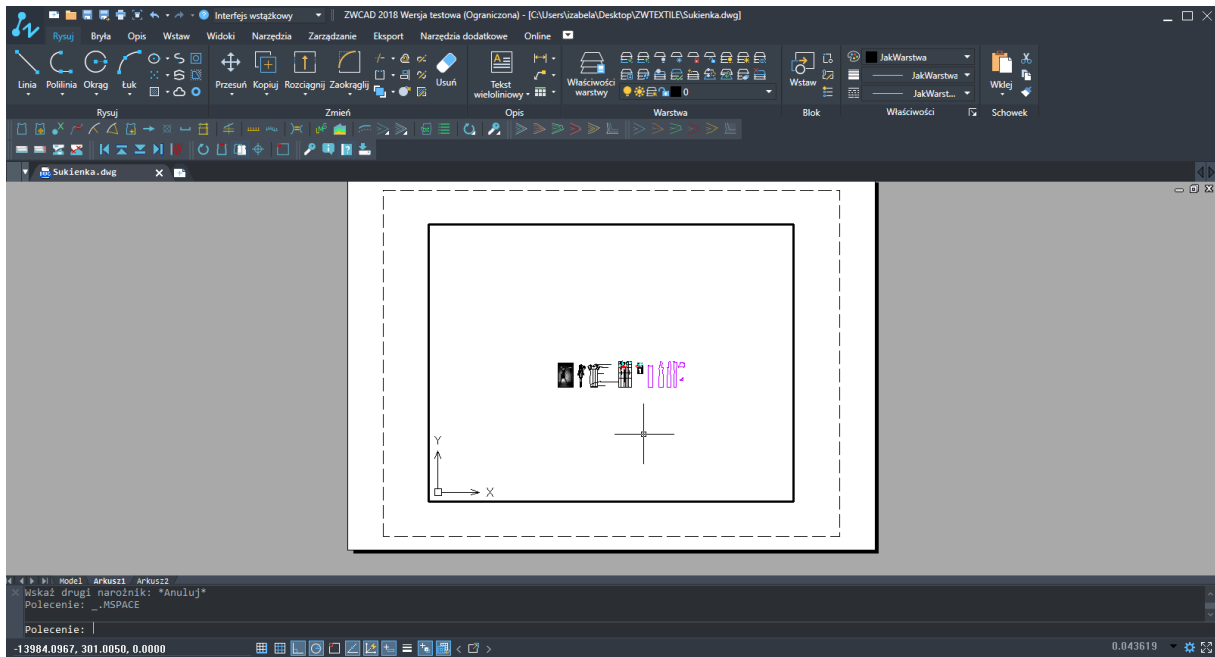 Interfejs wstążkowy
ZWCAD 2018 Wersja testowa (Ograniczona) - [C:\Users\izabela\Desktop\ZWTEXTILE\Sukienka.dwg]
Rysuj Bryła Opis Wstaw Widoki Narzędzia Zarządzanie Eksport Narzędzia dodatkowe Online
Linia Polilinia Okrąg Łuk
Przesuń Kopiuj Rozciągnij Zaokrąglij
Usuń
Tekst
wieloliniowy
Właściwości
warstwy
0
Wstaw
JakWarstwa
JakWarstwa
JakWarst...
Wklej
Rysuj Zmień Opis Warstwa Blok Właściwości Schowek
Sukienka.dwg
Y
X
Model Arkusz1 Arkusz2
Wskaż drugi narożnik: *Anuluj*
Polecenie: _.MSPACE
Polecenie:
-13984.0967, 301.0050, 0.0000
0.043619